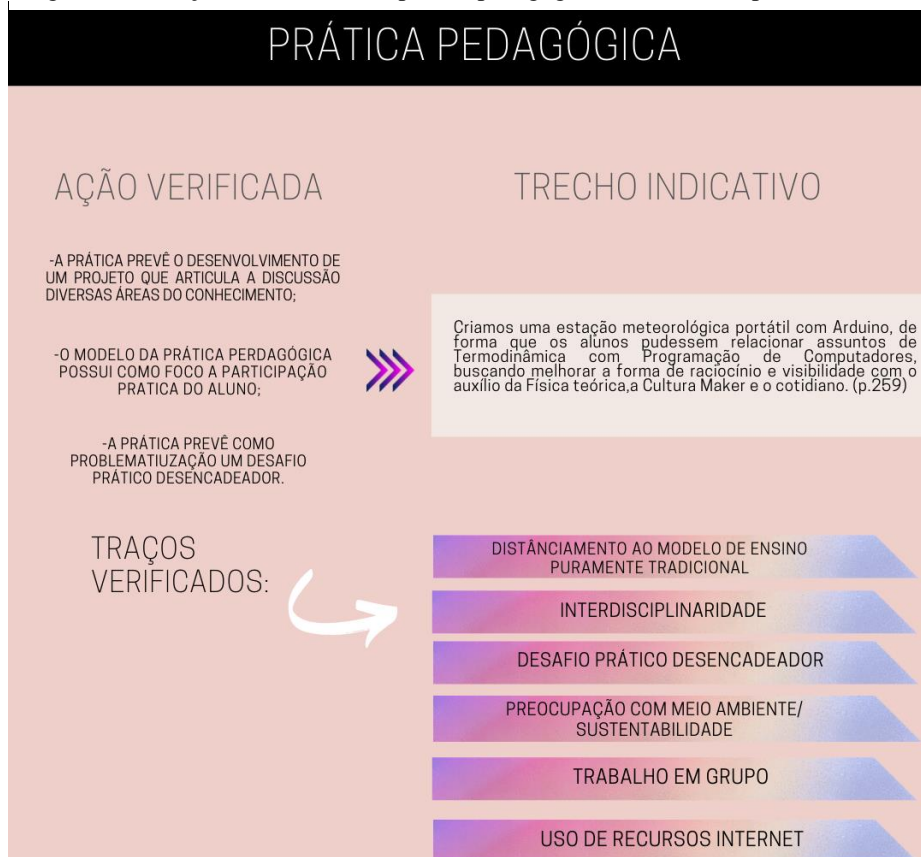 PRÁTICA PEDAGÓGICA
AÇÃO VERIFICADA
-A PRÁTICA PREVÊ O DESENVOLVIMENTO DE
UM PROJETO QUE ARTICULA A DISCUSSÃO
DIVERSAS ÁREAS DO CONHECIMENTO;
-O MODELO DA PRÁTICA PERDAGÓGICA
POSSUI COMO FOCO A PARTICIPAÇÃO
PRATICA DO ALUNO;
-A PRÁTICA PREVÊ COMO
PROBLEMATIUZAÇÃO UM DESAFIO
PRÁTICO DESENCADEADOR.
TRECHO INDICATIVO
Criamos uma estação meteorológica portátil com Arduino, de
forma que os alunos pudessem relacionar assuntos de
Termodinâmica com Programação de Computadores,
buscando melhorar a forma de raciocínio e visibilidade com o
auxílio da Física teórica,a Cultura Maker e o cotidiano. (p.259)
TRAÇOS
VERIFICADOS:
DISTÂNCIAMENTO AO MODELO DE ENSINO
PURAMENTE TRADICIONAL
INTERDISCIPLINARIDADE
DESAFIO PRÁTICO DESENCADEADOR
PREOCUPAÇÃO COM MEIO AMBIENTE/
SUSTENTABILIDADE
TRABALHO EM GRUPO
USO DE RECURSOS INTERNET